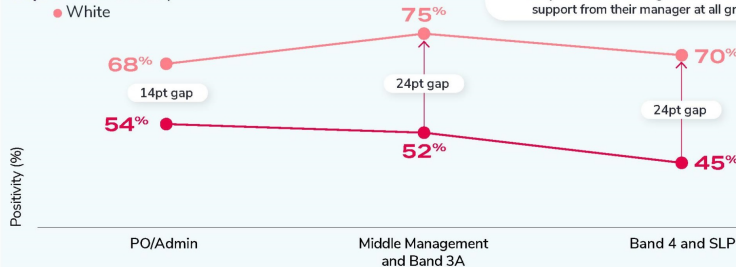 White
support from their manager at all gr
75%
68%
70%
14pt gap
24pt gap
24pt gap
54%
52%
45%
Positivity (%)
PO/Admin
Middle Management
and Band 3A
Band 4 and SLP